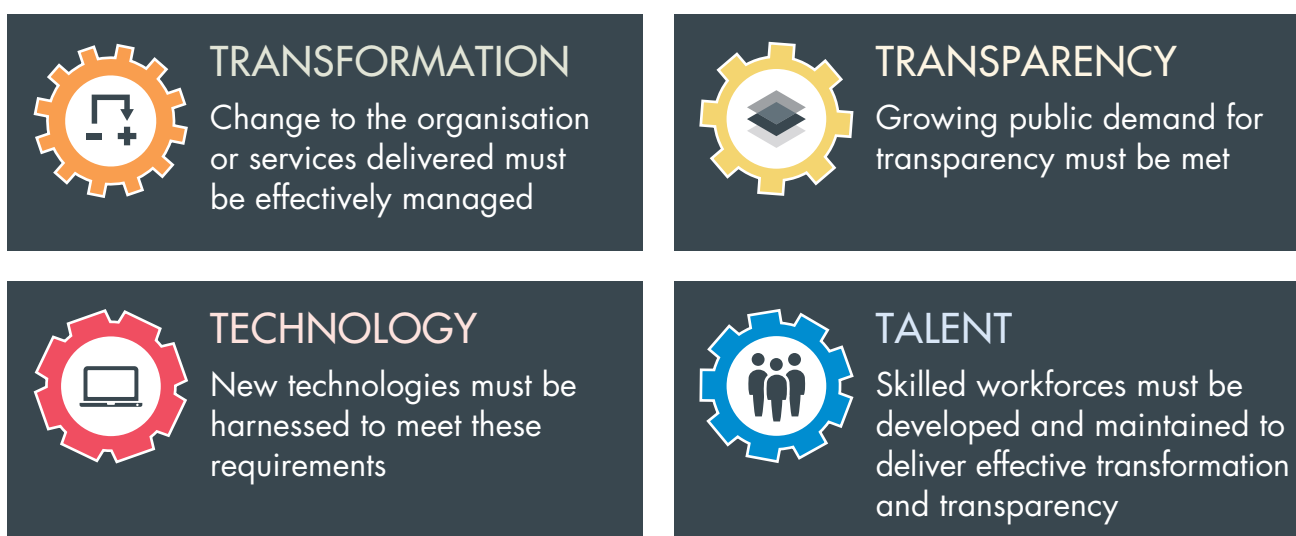 TRANSFORMATION
Change to the organisation
or services delivered must
be effectively managed
TRANSPARENCY
Growing public demand for
transparency must be met
TECHNOLOGY
New technologies must be
harnessed to meet these
requirements
TALENT
Skilled workforces must be
developed and maintained to
deliver effective transformation
and transparency